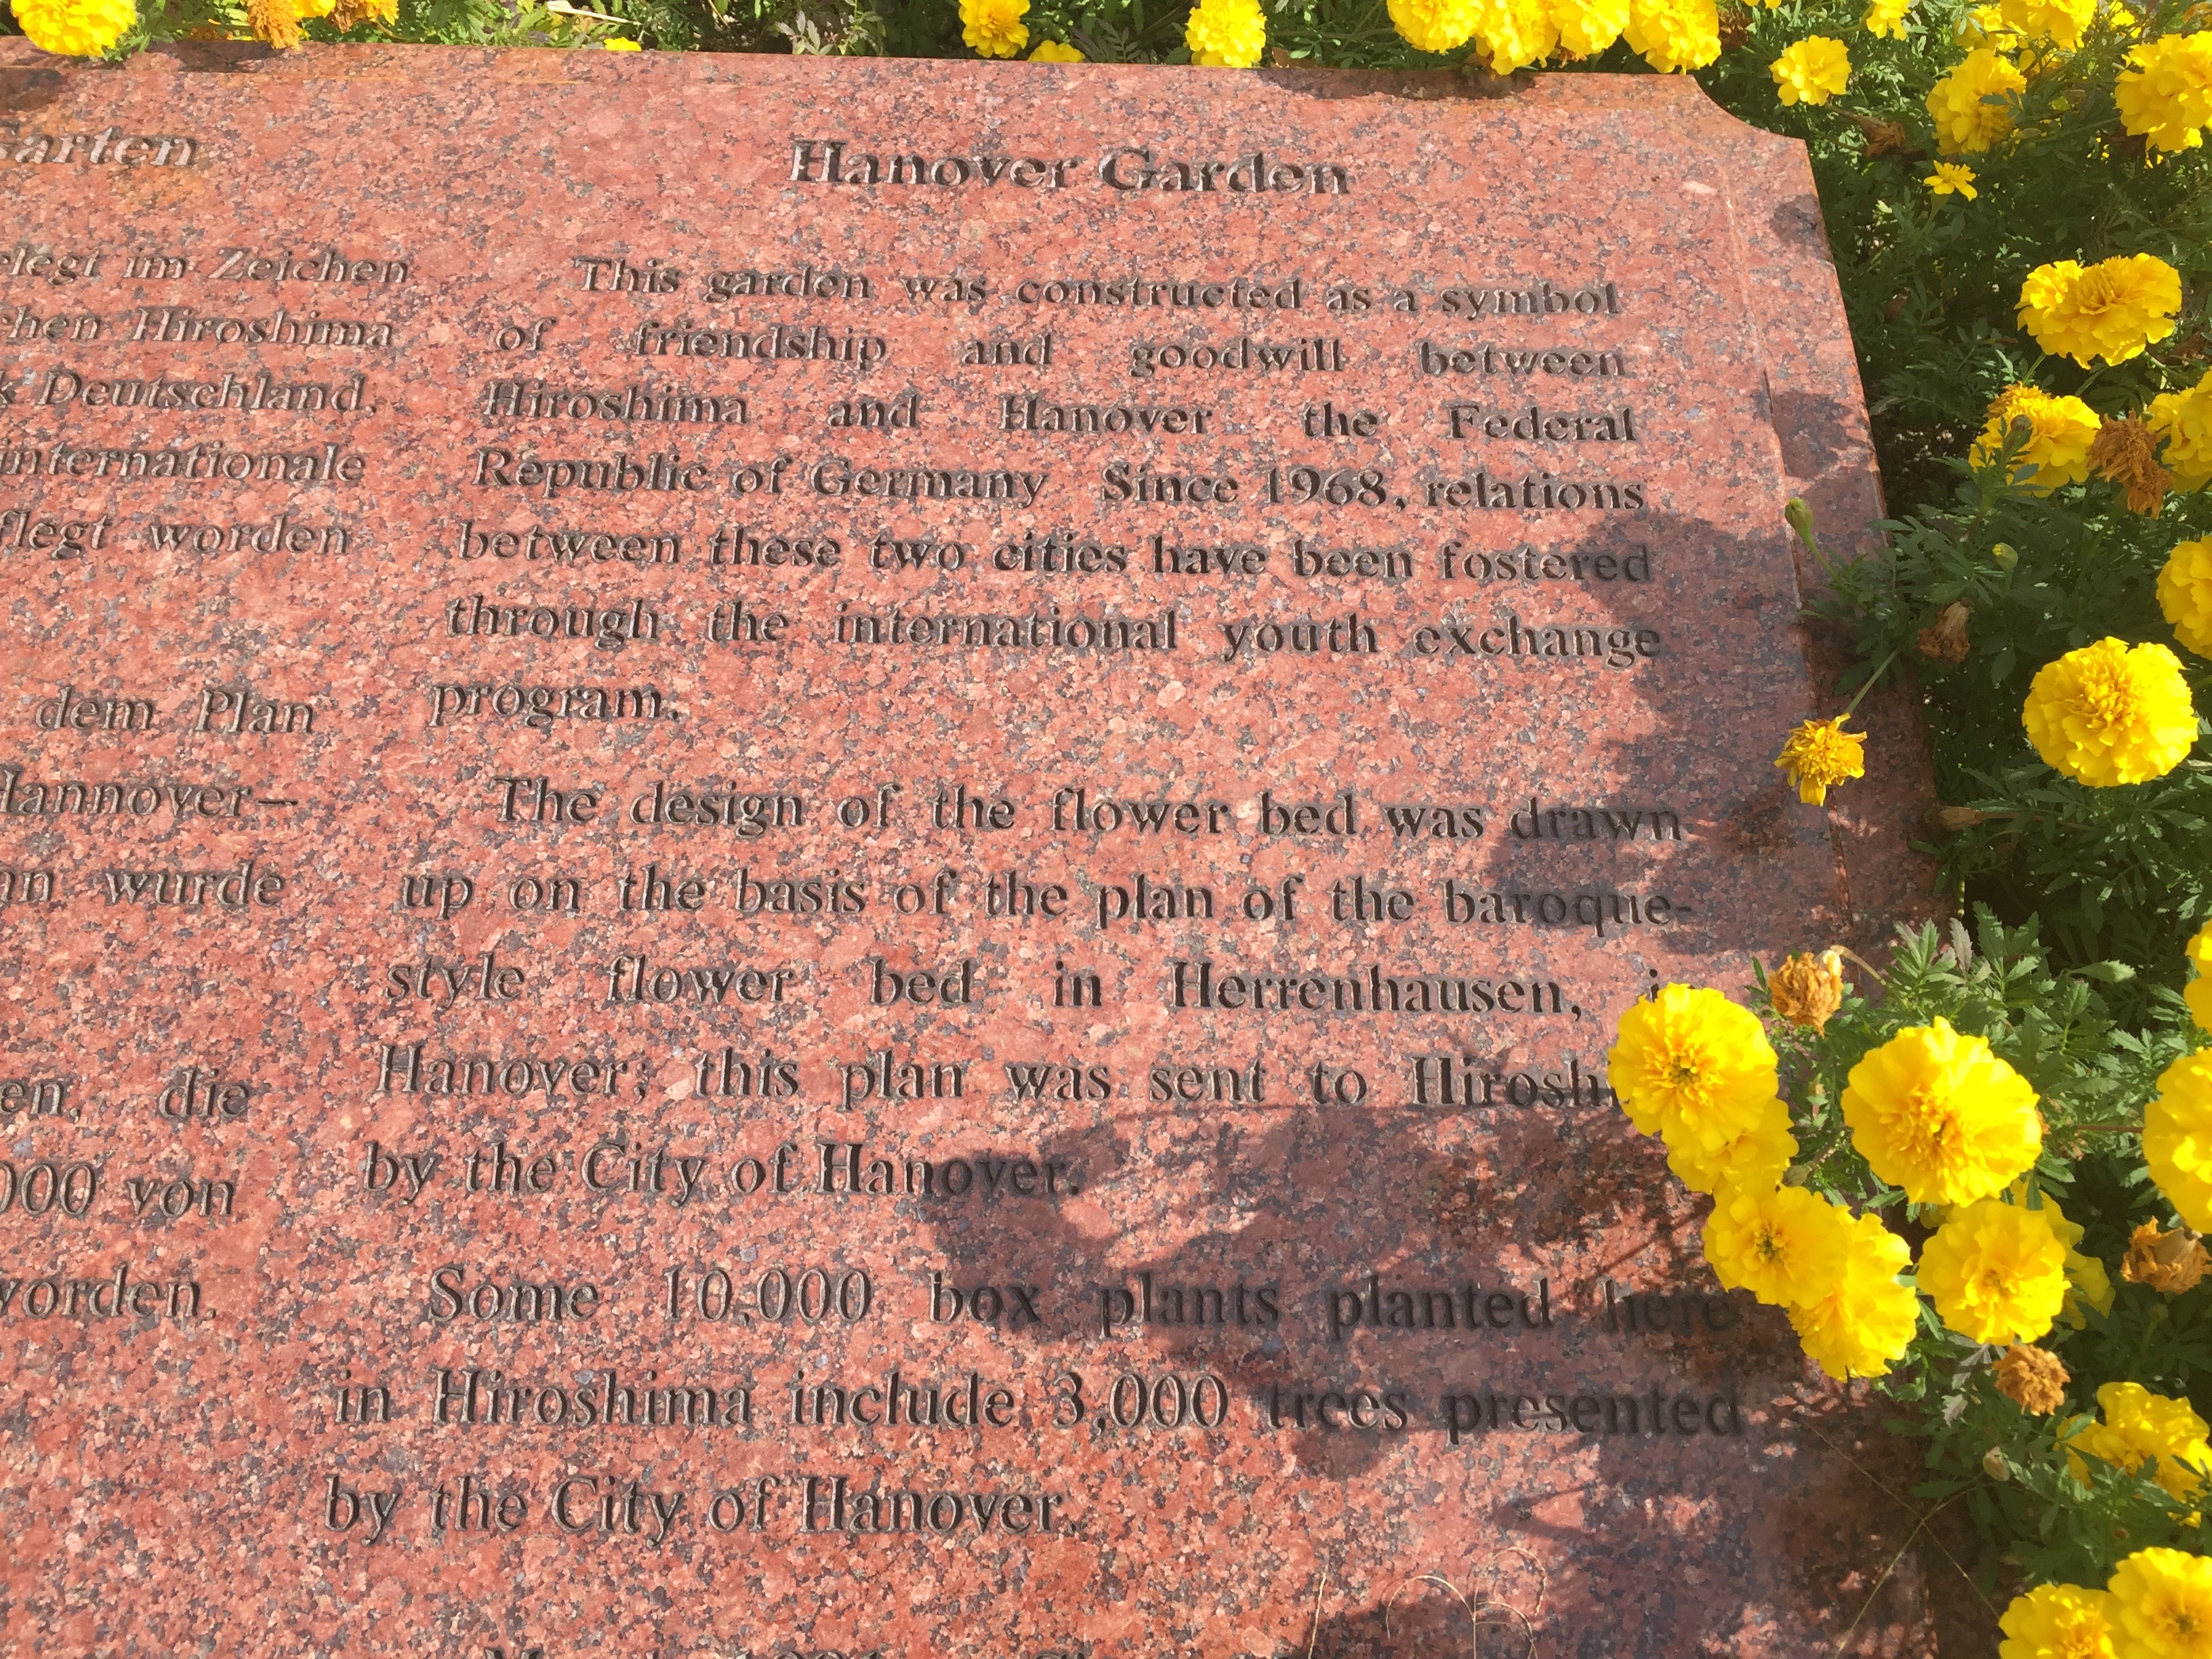 Garten
elegt im Zeichen
chen Hiroshima
k Deutschland.
internationale
flegt worden
dem Plan
Hannover-
an wurde
en, die
000 von
worden.
Hanover Garden
This garden was constructed as a symbol
of friendship and goodwill between
Hiroshima and Hanover the Federal
Republic of Germany Since 1968, relations
between these two cities have been fostered
through the international youth exchange
program.
The design of the flower bed was drawn
up on the basis of the plan of the baroque-
style flower bed in Herrenhausen,
Hanover; this plan was sent to Hirosh
by the City of Hanover.
Some 10,000 box plants planted here
in Hiroshima include 3,000 trees presented
by the City of Hanover.